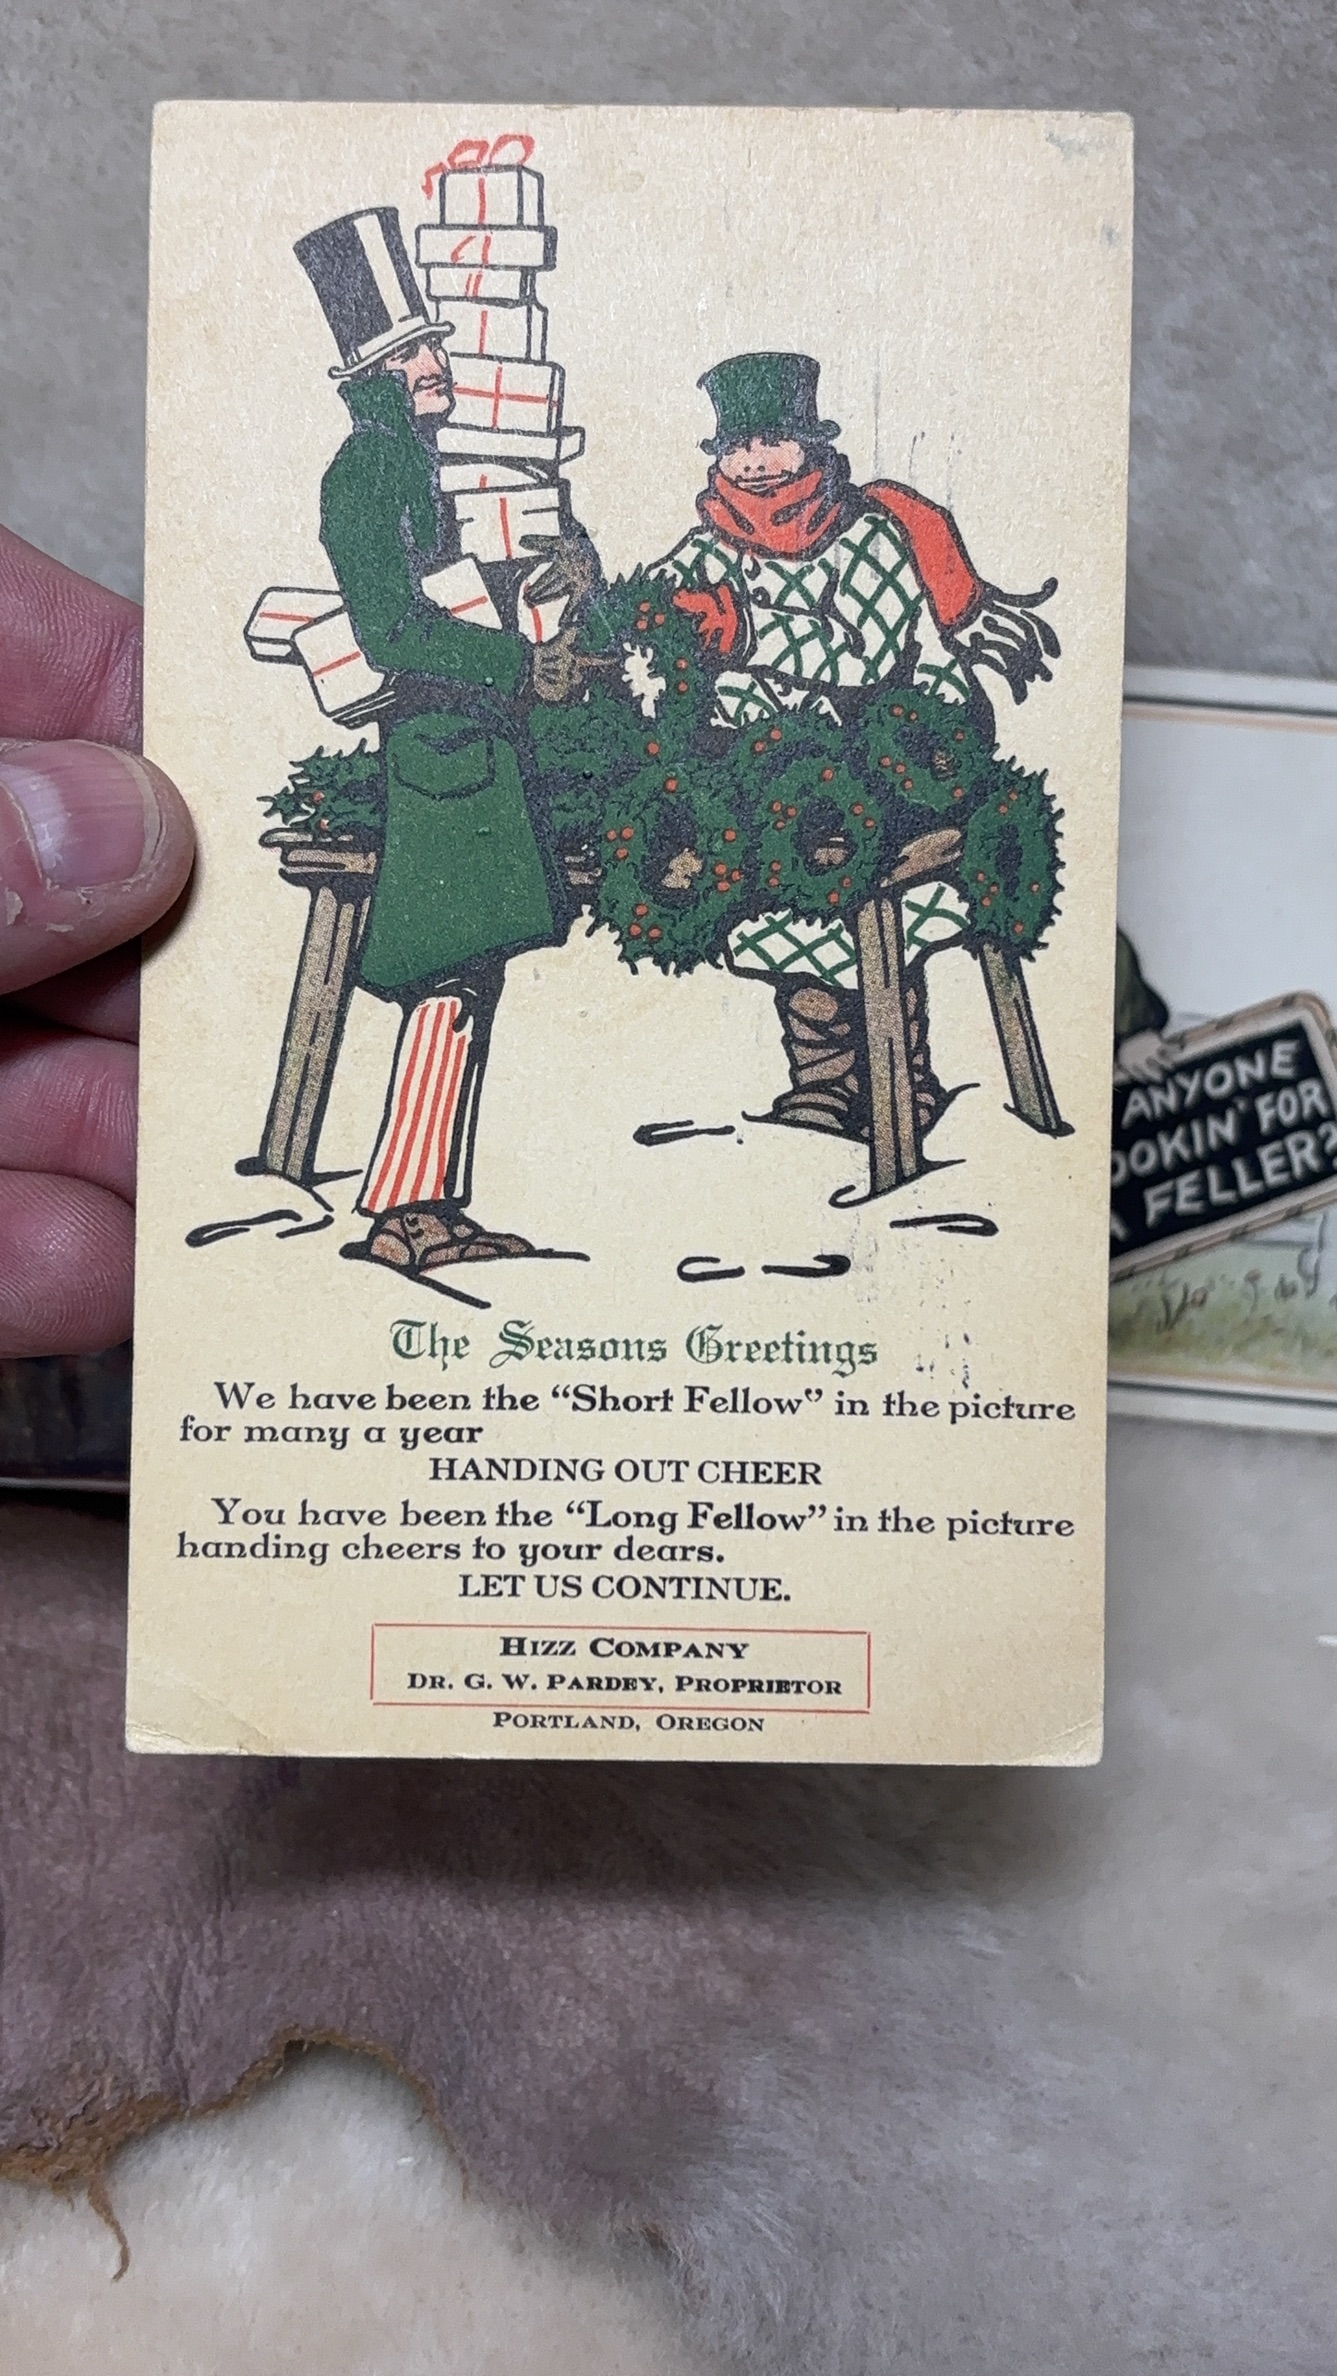 The Seasons Greetings
We have been the “Short Fellow” in the picture
for many a year
HANDING OUT CHEER
You have been the “Long Fellow” in the picture
handing cheers to your dears.
LET US CONTINUE.
HIZZ COMPANY
DR. G. W. PARDEY, PROPRIETOR
PORTLAND, OREGON
ANYONE
OOKIN' FOR
A FELLER?